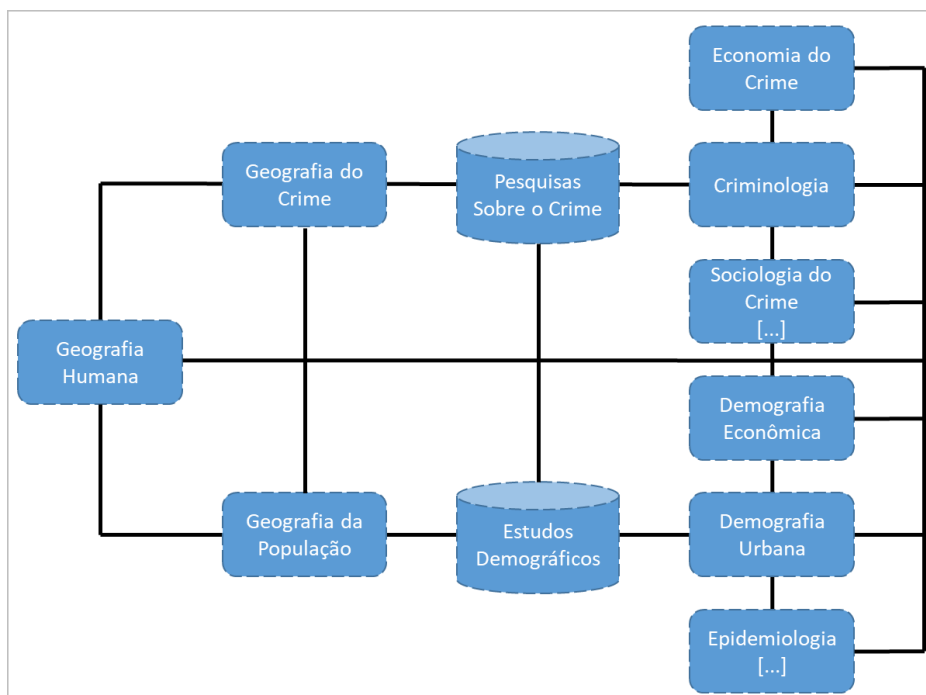 Economia do
Crime
Geografia do
Crime
Pesquisas
Sobre o Crime
Criminologia
Sociologia do
Crime
[...]
Geografia
Humana
Demografia
Econômica
Geografia da
População
Estudos
Demográficos
Demografia
Urbana
Epidemiologia
[...]